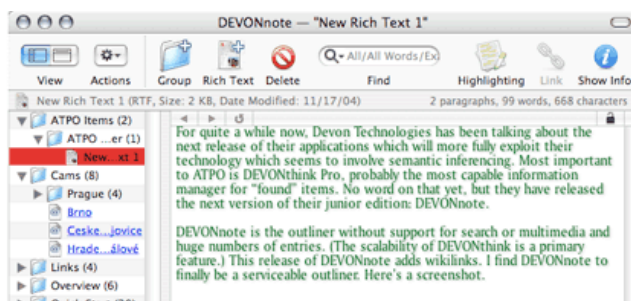 DEVONnote — "New Rich Text 1"
All/All Words/Ex
View Actions Group Rich Text Delete Find Highlighting Link Show Info
New Rich Text 1 (RTF, Size: 2 KB, Date Modified: 11/17/04) 2 paragraphs, 99 words, 668 characters
ATPO Items (2)
ATPO ...er (1)
New...xt 1
Cams (8)
Prague (4)
Brno
Ceske...jovice
Hrade...álové
Links (4)
Overview (6)
For quite a while now, Devon Technologies has been talking about the
next release of their applications which will more fully exploit their
technology which seems to involve semantic inferencing. Most important
to ATPO is DEVONthink Pro, probably the most capable information
manager for "found" items. No word on that yet, but they have released
the next version of their junior edition: DEVONnote.
DEVONnote is the outliner without support for search or multimedia and
huge numbers of entries. (The scalability of DEVONthink is a primary
feature.) This release of DEVONnote adds wikilinks. I find DEVONnote to
finally be a serviceable outliner. Here's a screenshot.